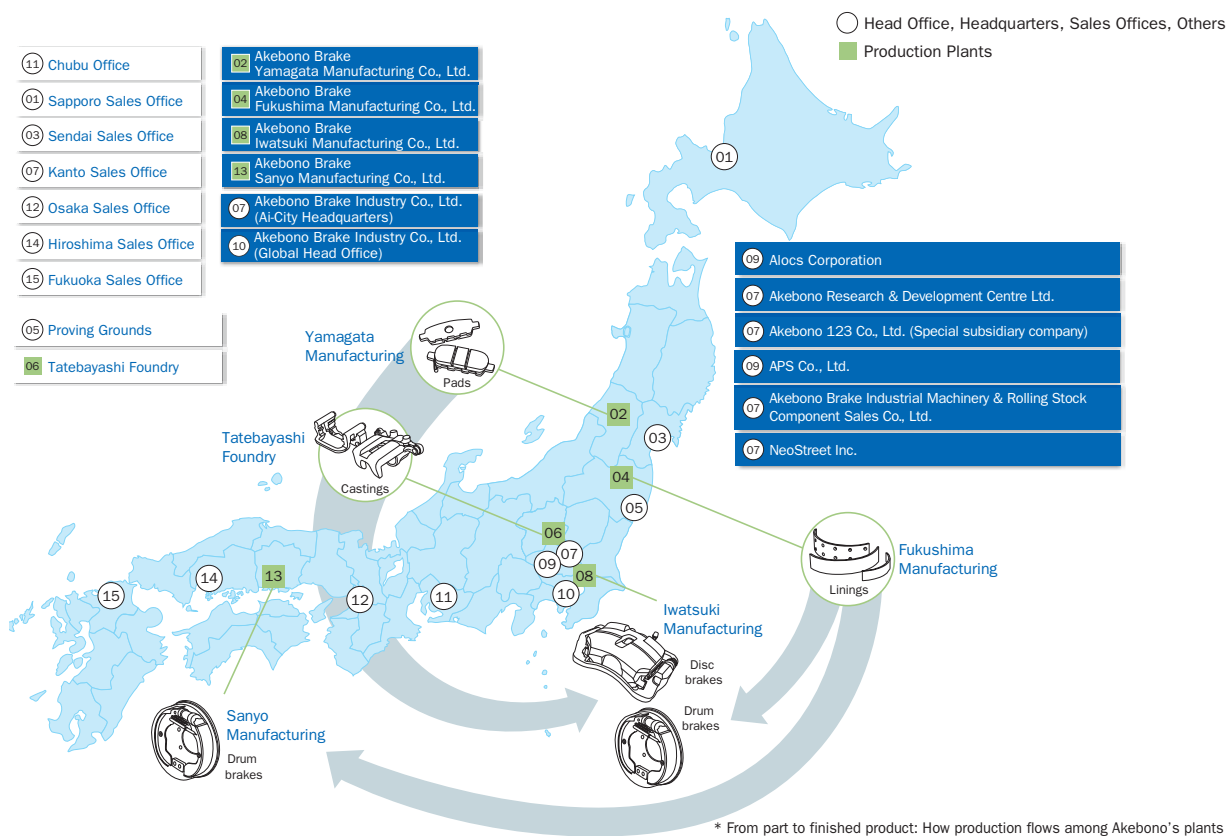 Head Office, Headquarters, Sales Offices, Others
Production Plants
11 Chubu Office
01 Sapporo Sales Office
03 Sendai Sales Office
07 Kanto Sales Office
12 Osaka Sales Office
14 Hiroshima Sales Office
15 Fukuoka Sales Office
05 Proving Grounds
06 Tatebayashi Foundry
02 Akebono Brake
Yamagata Manufacturing Co., Ltd.
04 Akebono Brake
Fukushima Manufacturing Co., Ltd.
08 Akebono Brake
Iwatsuki Manufacturing Co., Ltd.
13 Akebono Brake
Sanyo Manufacturing Co., Ltd.
07 Akebono Brake Industry Co., Ltd.
(Ai-City Headquarters)
10 Akebono Brake Industry Co., Ltd.
(Global Head Office)
09 Alocs Corporation
07 Akebono Research & Development Centre Ltd.
07 Akebono 123 Co., Ltd. (Special subsidiary company)
09 APS Co., Ltd.
07 Akebono Brake Industrial Machinery & Rolling Stock
Component Sales Co., Ltd.
07 NeoStreet Inc.
01
Yamagata
Manufacturing
Pads
02
03
Tatebayashi
Foundry
Castings
04
05
06
07
09
08
10
Fukushima
Manufacturing
Linings
13
14
15
12
11
Iwatsuki
Manufacturing
Disc
brakes
Drum
brakes
Sanyo
Manufacturing
Drum
brakes
* From part to finished product: How production flows among Akebono's plants